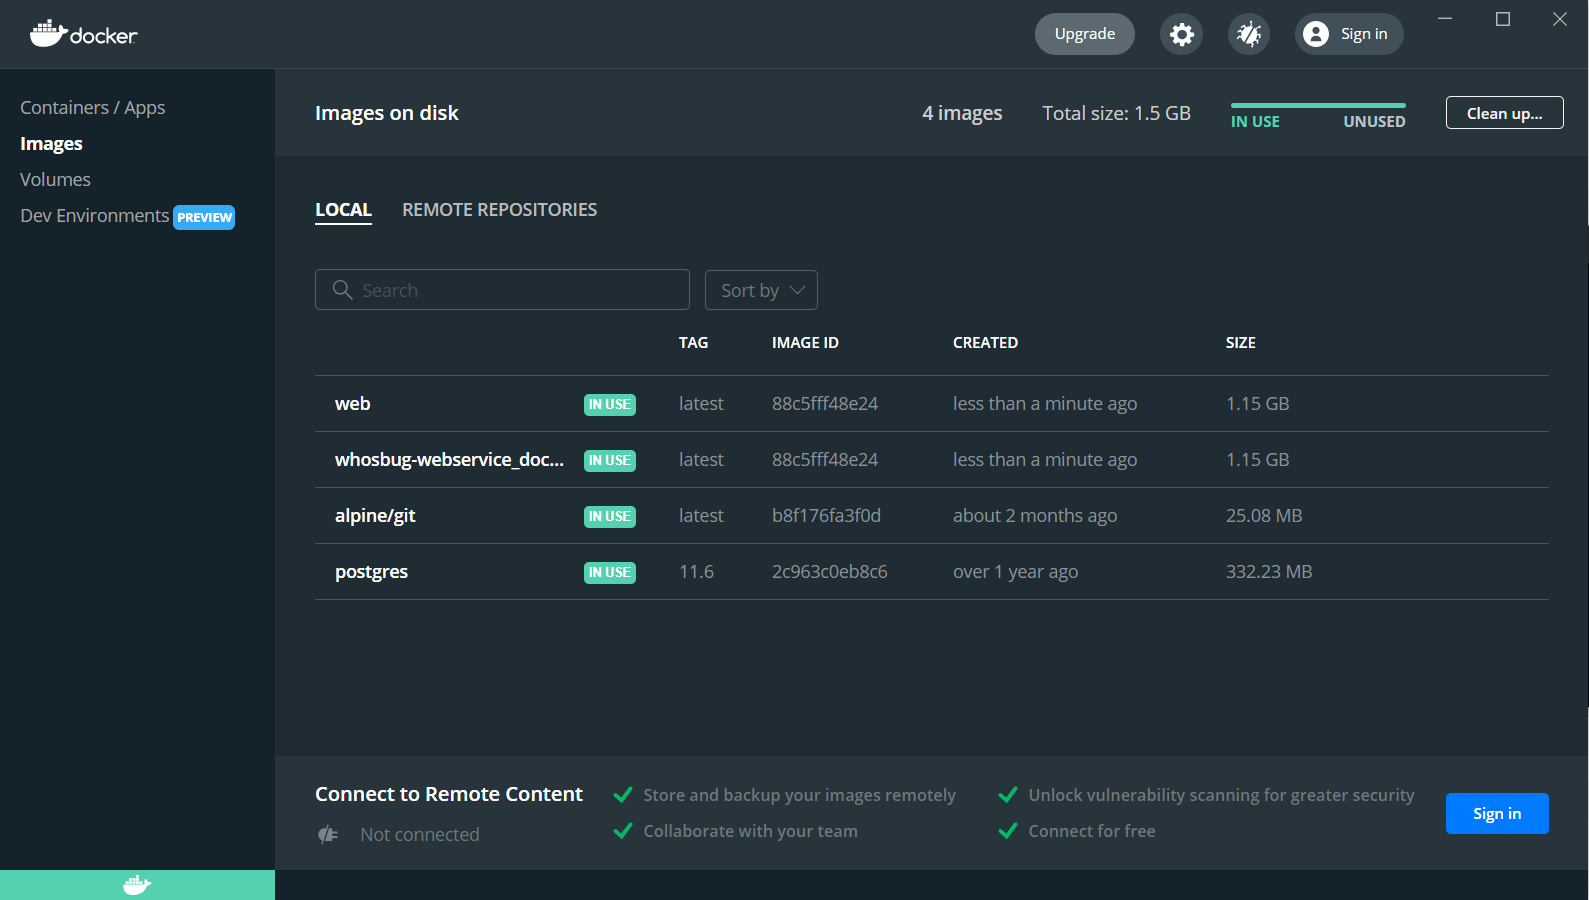 docker
Upgrade
Sign in
Containers / Apps
Images
Volumes
Dev Environments PREVIEW
Images on disk
4 images
Total size: 1.5 GB
IN USE
UNUSED
Clean up...
LOCAL
REMOTE REPOSITORIES
Search
Sort by
TAG IMAGE ID CREATED SIZE
web IN USE latest 88c5fff48e24 less than a minute ago 1.15 GB
whosbug-webservice_doc... IN USE latest 88c5fff48e24 less than a minute ago 1.15 GB
alpine/git IN USE latest b8f176fa3f0d about 2 months ago 25.08 MB
postgres IN USE 11.6 2c963c0eb8c6 over 1 year ago 332.23 MB
Connect to Remote Content
Not connected
Store and backup your images remotely
Collaborate with your team
Unlock vulnerability scanning for greater security
Connect for free
Sign in